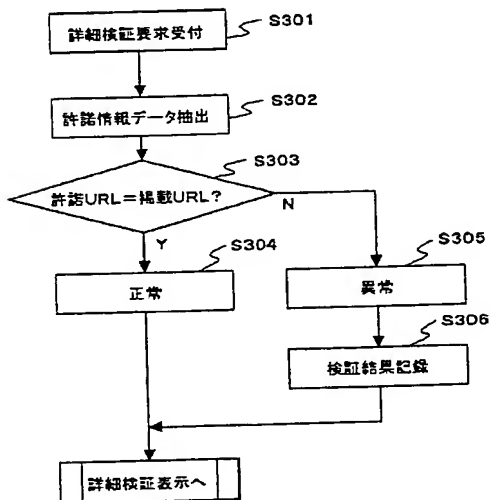 詳細検証要求受付
S301
許諾情報データ抽出
S302
許諾URL=掲載URL?
S303
N
Y
正常
S304
異常
S305
検証結果記録
S306
詳細検証表示へ